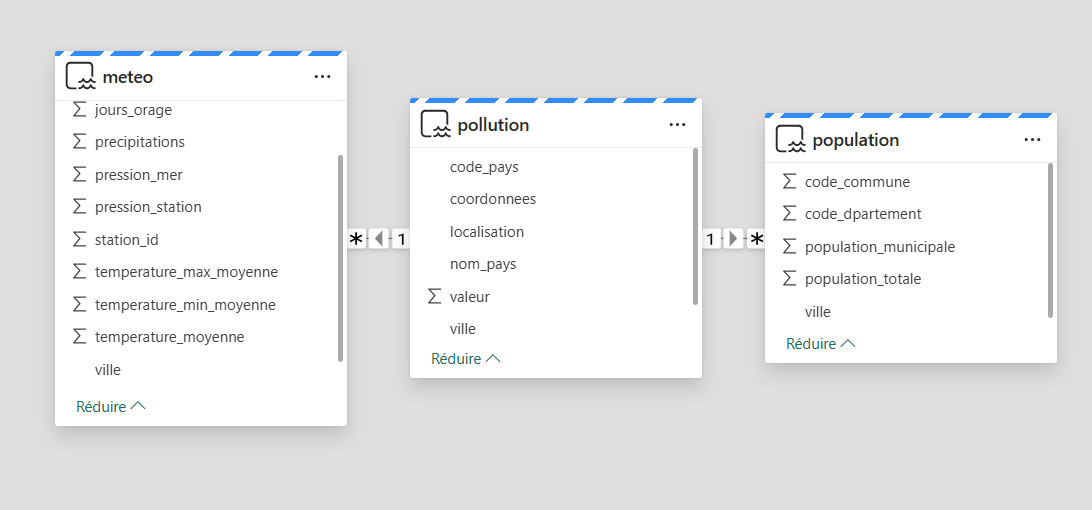 meteo
jours_orage
precipitations
pression_mer
pression_station
station_id
temperature_max_moyenne
temperature_min_moyenne
temperature_moyenne
ville
Réduire
* 1
pollution
code_pays
coordonnees
localisation
nom_pays
valeur
ville
Réduire
1 *
population
code_commune
code_dpartement
population_municipale
population_totale
ville
Réduire